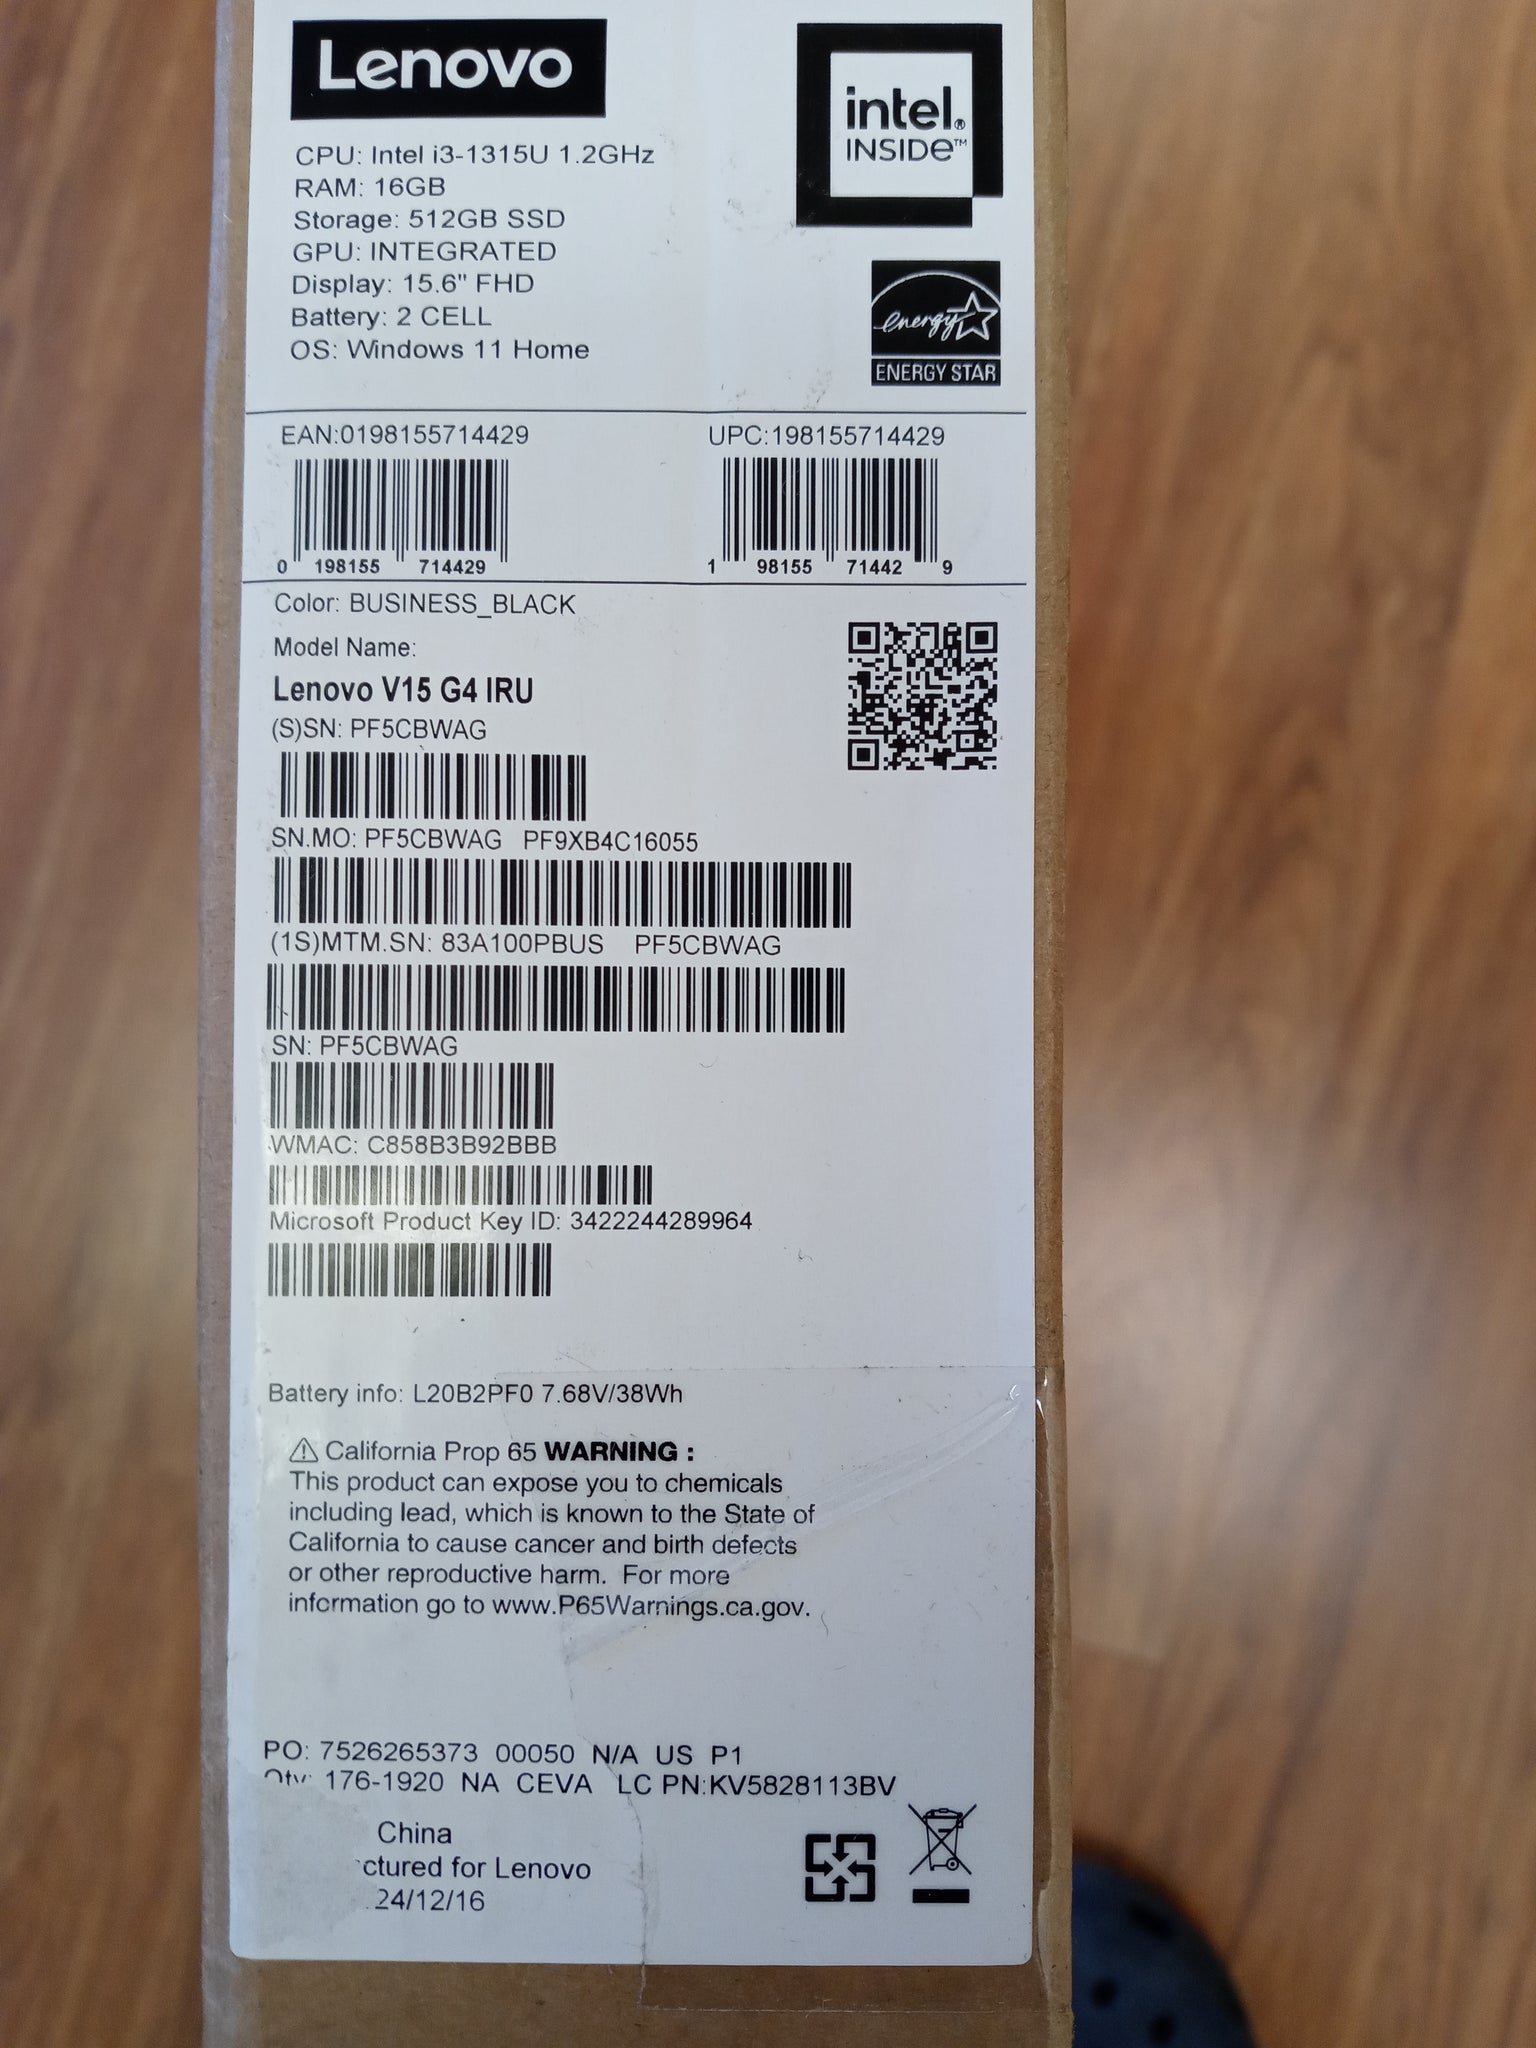 Lenovo
intel®
INSIDe™
CPU: Intel i3-1315U 1.2GHz
RAM: 16GB
Storage: 512GB SSD
GPU: INTEGRATED
Display: 15.6" FHD
Battery: 2 CELL
OS: Windows 11 Home
energy
ENERGY STAR
EAN:0198155714429 UPC:198155714429
0 198155 714429 1 98155 71442 9
Color: BUSINESS_BLACK
Model Name:
Lenovo V15 G4 IRU
(S)SN: PF5CBWAG
SN.MO: PF5CBWAG PF9XB4C16055
(1S)MTM.SN: 83A100PBUS PF5CBWAG
SN: PF5CBWAG
WMAC: C858B3B92BBB
Microsoft Product Key ID: 3422244289964
Battery info: L20B2PF0 7.68V/38Wh
⚠ California Prop 65 WARNING :
This product can expose you to chemicals
including lead, which is known to the State of
California to cause cancer and birth defects
or other reproductive harm. For more
information go to www.P65Warnings.ca.gov.
PO: 7526265373 00050 N/A US P1
Qty: 176-1920 NA CEVA LC PN:KV5828113BV
China
ctured for Lenovo
24/12/16